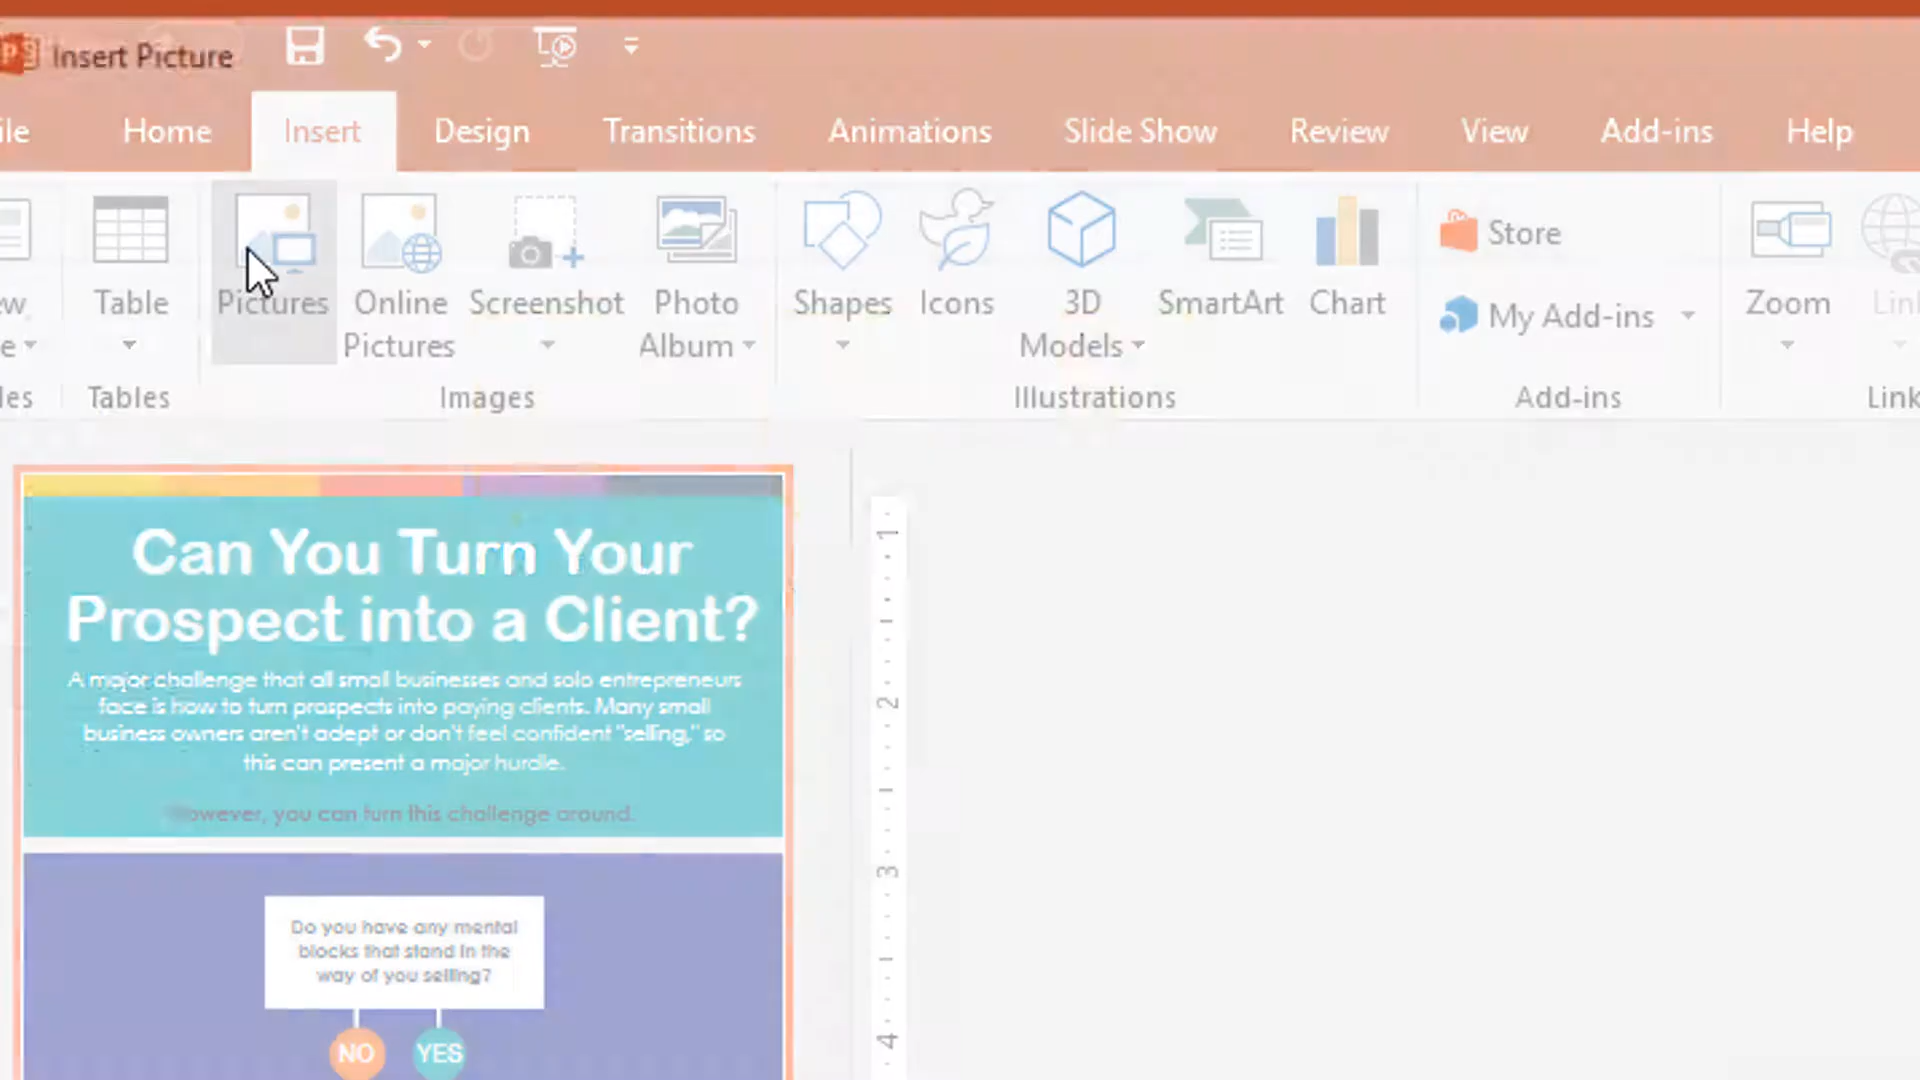 Insert Picture
ile Home Insert Design Transitions Animations Slide Show Review View Add-ins Help
Table Pictures Online Pictures Screenshot Photo Album Shapes Icons 3D Models SmartArt Chart Store My Add-ins Zoom Lin
ew
e
les Tables Images Illustrations Add-ins Link
Can You Turn Your
Prospect into a Client?
A major challenge that all small businesses and solo entrepreneurs
face is how to turn prospects into paying clients. Many small
business owners aren't adept or don't feel confident "selling," so
this can present a major hurdle.
However, you can turn this challenge around.
Do you have any mental
blocks that stand in the
way of you selling?
NO YES
1
2
3
4